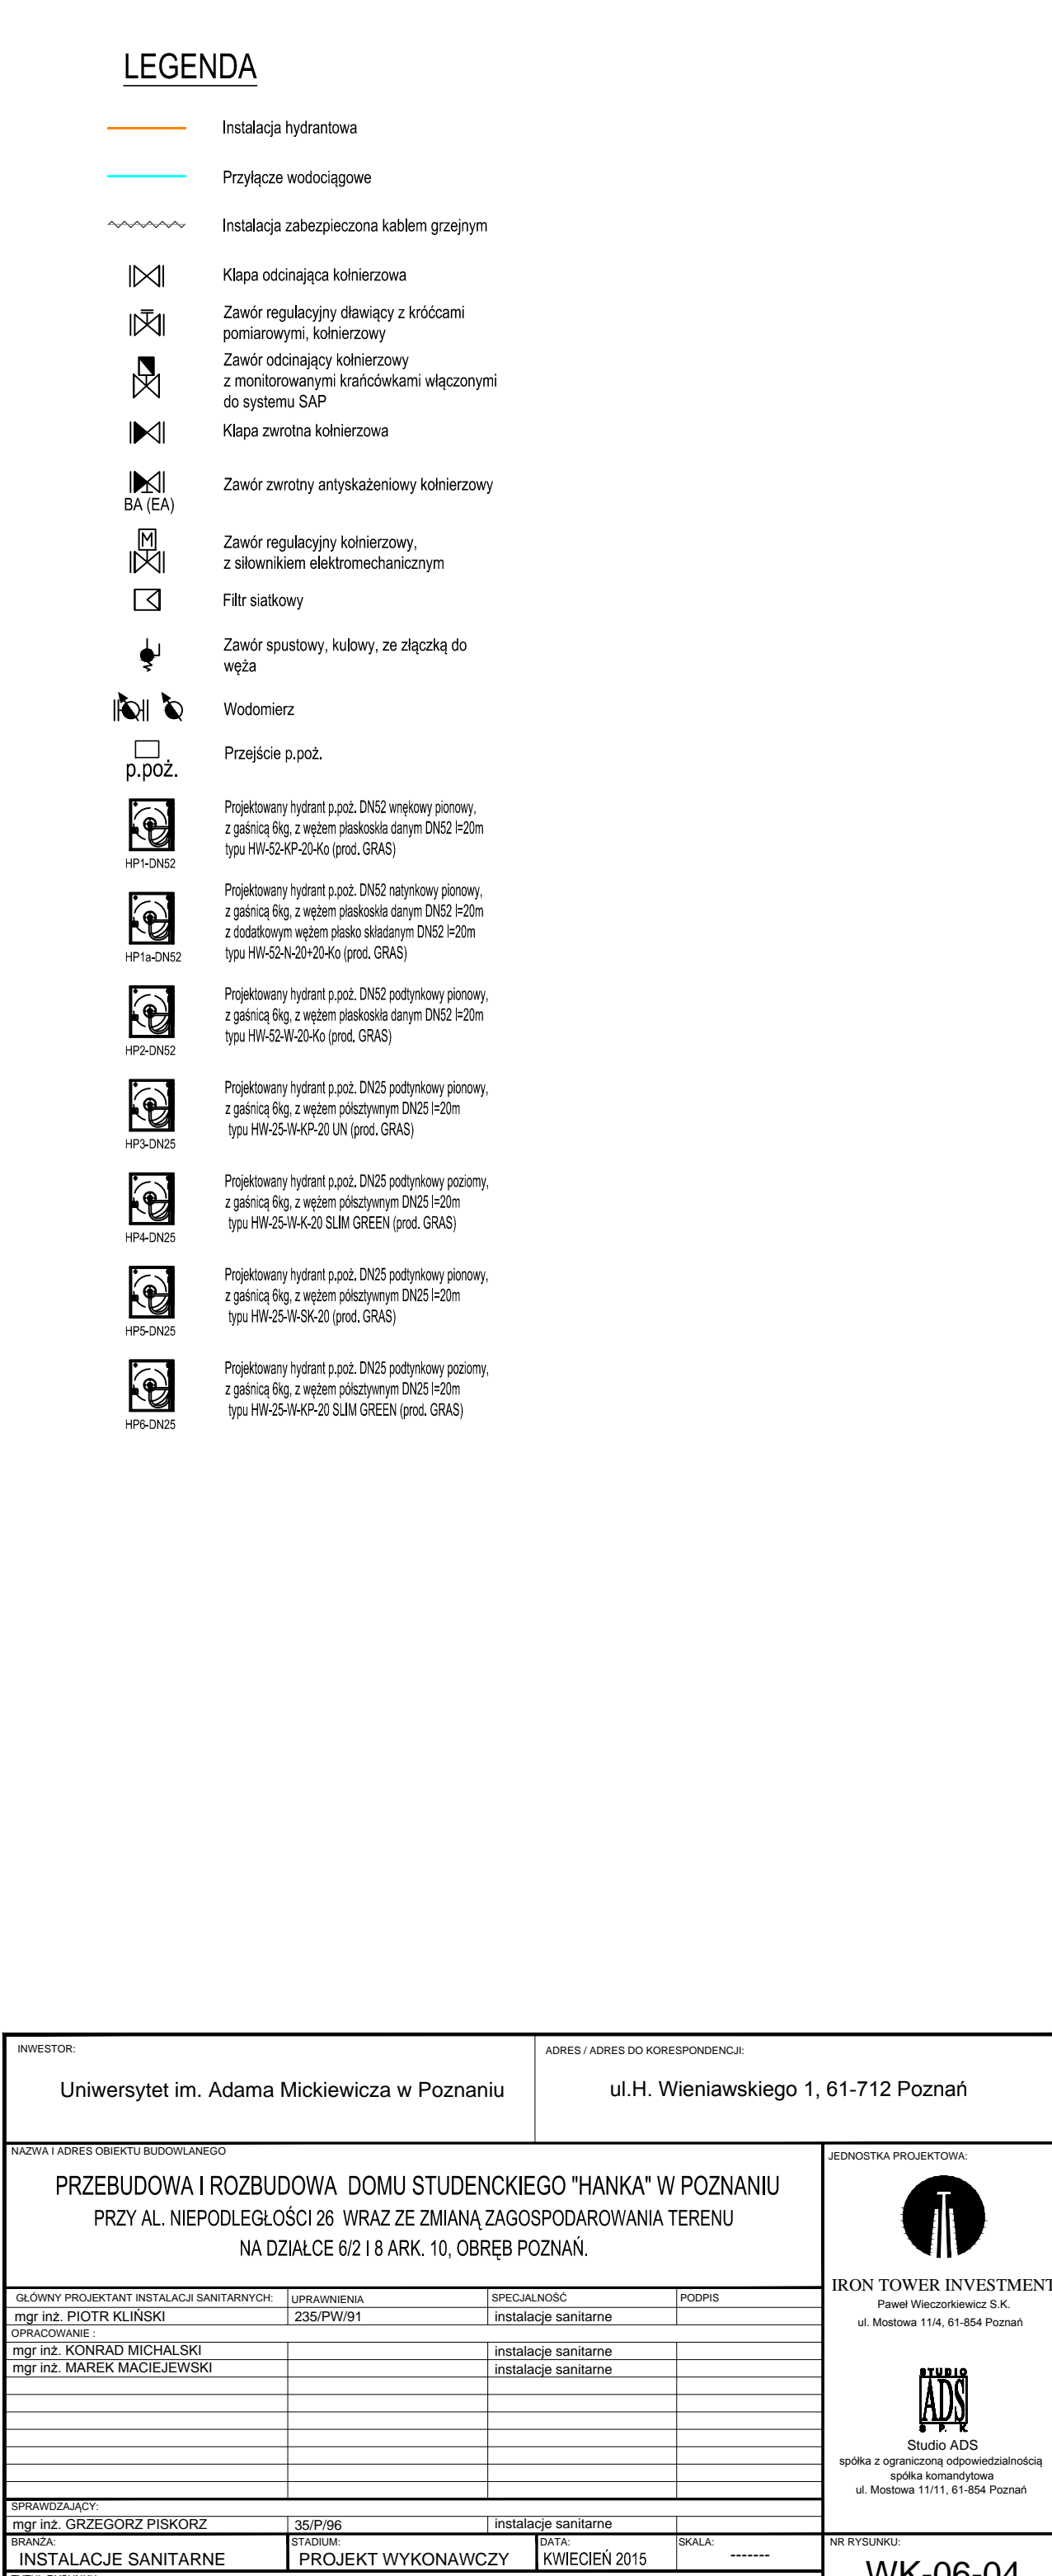 LEGENDA
Instalacja hydrantowa
Przyłącze wodociągowe
Instalacja zabezpieczona kablem grzejnym
Klapa odcinająca kołnierzowa
Zawór regulacyjny dławiący z króćcami
pomiarowymi, kołnierzowy
Zawór odcinający kołnierzowy
z monitorowanymi krańcówkami włączonymi
do systemu SAP
Klapa zwrotna kołnierzowa
BA (EA)
Zawór zwrotny antyskażeniowy kołnierzowy
M
Zawór regulacyjny kołnierzowy,
z siłownikiem elektromechanicznym
Filtr siatkowy
Zawór spustowy, kulowy, ze złączką do
węża
Wodomierz
p.poż.
Przejście p.poż.
HP1-DN52
Projektowany hydrant p.poż. DN52 wnękowy pionowy,
z gaśnicą 6kg, z wężem płaskoskła danym DN52 l=20m
typu HW-52-KP-20-Ko (prod. GRAS)
HP1a-DN52
Projektowany hydrant p.poż. DN52 natynkowy pionowy,
z gaśnicą 6kg, z wężem płaskoskła danym DN52 l=20m
z dodatkowym wężem płasko składanym DN52 l=20m
typu HW-52-N-20+20-Ko (prod. GRAS)
HP2-DN52
Projektowany hydrant p.poż. DN52 podtynkowy pionowy,
z gaśnicą 6kg, z wężem płaskoskła danym DN52 l=20m
typu HW-52-W-20-Ko (prod. GRAS)
HP3-DN25
Projektowany hydrant p.poż. DN25 podtynkowy pionowy,
z gaśnicą 6kg, z wężem półsztywnym DN25 l=20m
typu HW-25-W-KP-20 UN (prod. GRAS)
HP4-DN25
Projektowany hydrant p.poż. DN25 podtynkowy poziomy,
z gaśnicą 6kg, z wężem półsztywnym DN25 l=20m
typu HW-25-W-K-20 SLIM GREEN (prod. GRAS)
HP5-DN25
Projektowany hydrant p.poż. DN25 podtynkowy pionowy,
z gaśnicą 6kg, z wężem półsztywnym DN25 l=20m
typu HW-25-W-SK-20 (prod. GRAS)
HP6-DN25
Projektowany hydrant p.poż. DN25 podtynkowy poziomy,
z gaśnicą 6kg, z wężem półsztywnym DN25 l=20m
typu HW-25-W-KP-20 SLIM GREEN (prod. GRAS)
INWESTOR:
Uniwersytet im. Adama Mickiewicza w Poznaniu
ADRES / ADRES DO KORESPONDENCJI:
ul.H. Wieniawskiego 1, 61-712 Poznań
NAZWA I ADRES OBIEKTU BUDOWLANEGO
PRZEBUDOWA I ROZBUDOWA DOMU STUDENCKIEGO "HANKA" W POZNANIU
PRZY AL. NIEPODLEGŁOŚCI 26 WRAZ ZE ZMIANĄ ZAGOSPODAROWANIA TERENU
NA DZIAŁCE 6/2 I 8 ARK. 10, OBRĘB POZNAŃ.
JEDNOSTKA PROJEKTOWA:
IRON TOWER INVESTMENT
Paweł Wieczorkiewicz S.K.
ul. Mostowa 11/4, 61-854 Poznań
STUDIO
ADS
S P. K
Studio ADS
spółka z ograniczoną odpowiedzialnością
spółka komandytowa
ul. Mostowa 11/11, 61-854 Poznań
GŁÓWNY PROJEKTANT INSTALACJI SANITARNYCH: UPRAWNIENIA SPECJALNOŚĆ PODPIS
mgr inż. PIOTR KLIŃSKI 235/PW/91 instalacje sanitarne
OPRACOWANIE :
mgr inż. KONRAD MICHALSKI instalacje sanitarne
mgr inż. MAREK MACIEJEWSKI instalacje sanitarne
SPRAWDZAJĄCY:
mgr inż. GRZEGORZ PISKORZ 35/P/96 instalacje sanitarne
BRANŻA: STADIUM: DATA: SKALA: NR RYSUNKU:
INSTALACJE SANITARNE PROJEKT WYKONAWCZY KWIECIEŃ 2015 ------- WK-06-04